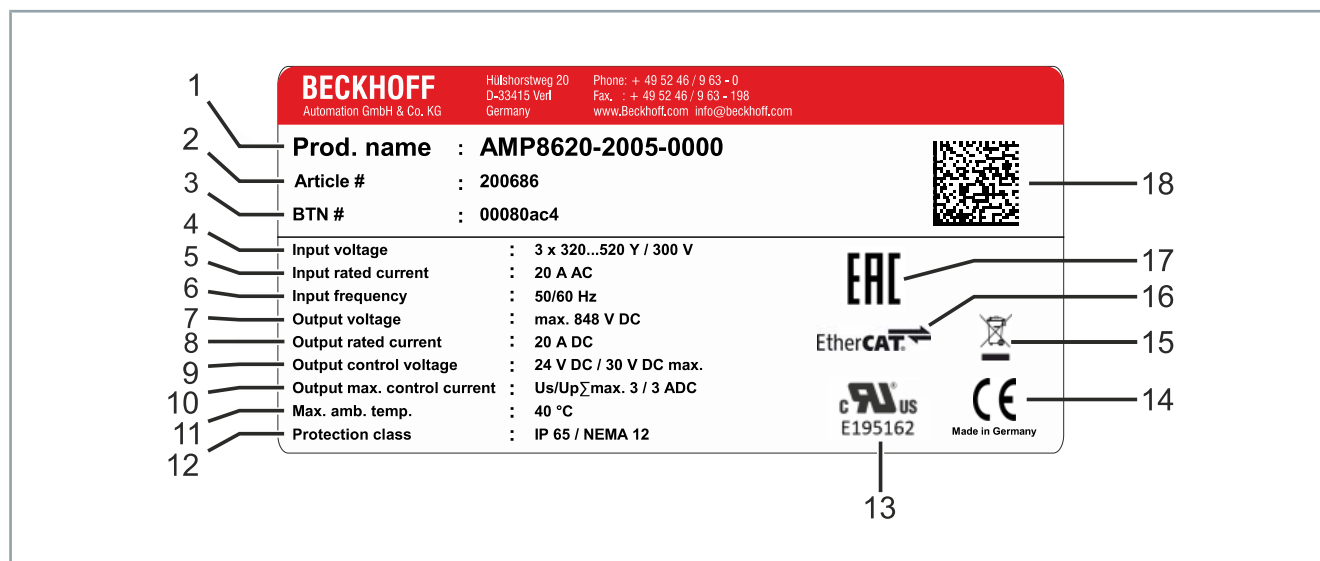 BECKHOFF
Automation GmbH & Co. KG
Hülshorstweg 20
D-33415 Verl
Germany
Phone: + 49 52 46 / 9 63 - 0
Fax. : + 49 52 46 / 9 63 - 198
www.Beckhoff.com info@beckhoff.com
1
Prod. name : AMP8620-2005-0000
2
Article # : 200686
3
BTN # : 00080ac4
18
4
Input voltage : 3 x 320...520 Y / 300 V
5
Input rated current : 20 A AC
6
Input frequency : 50/60 Hz
7
Output voltage : max. 848 V DC
8
Output rated current : 20 A DC
9
Output control voltage : 24 V DC / 30 V DC max.
10
Output max. control current : Us/Up∑max. 3 / 3 ADC
11
Max. amb. temp. : 40 °C
12
Protection class : IP 65 / NEMA 12
EAC
17
EtherCAT®
16
15
c RU® US
E195162
13
CE
Made in Germany
14